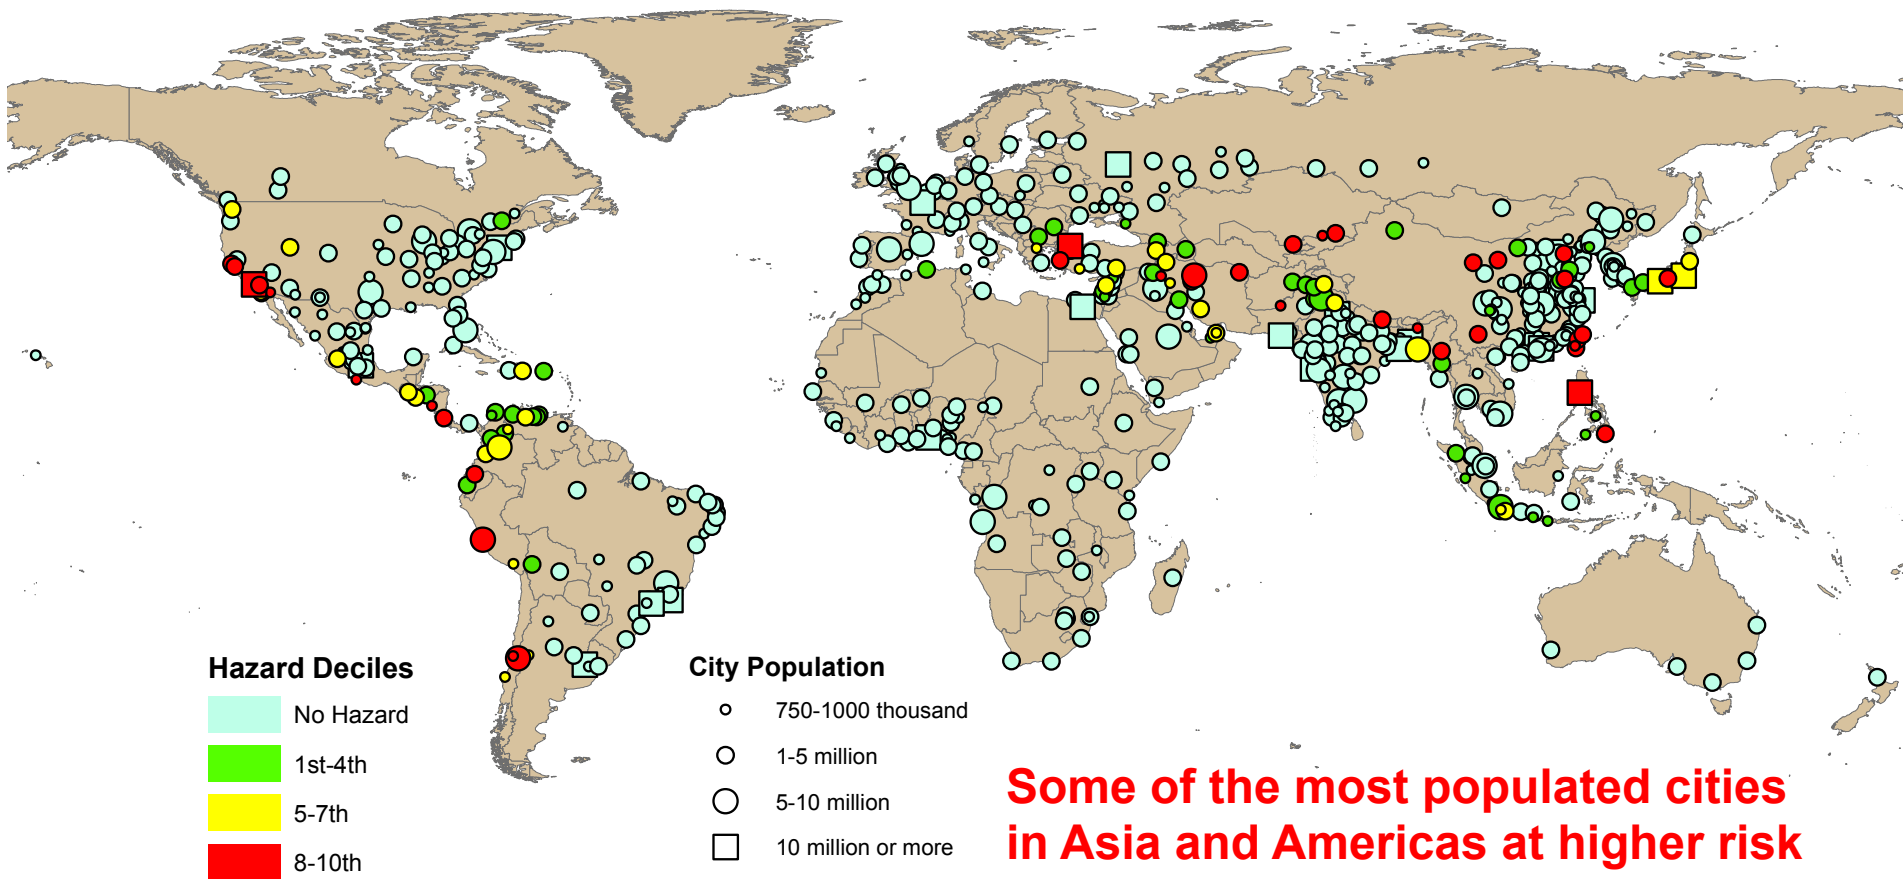 Hazard Deciles
No Hazard
1st-4th
5-7th
8-10th
City Population
750-1000 thousand
1-5 million
5-10 million
10 million or more
Some of the most populated cities
in Asia and Americas at higher risk